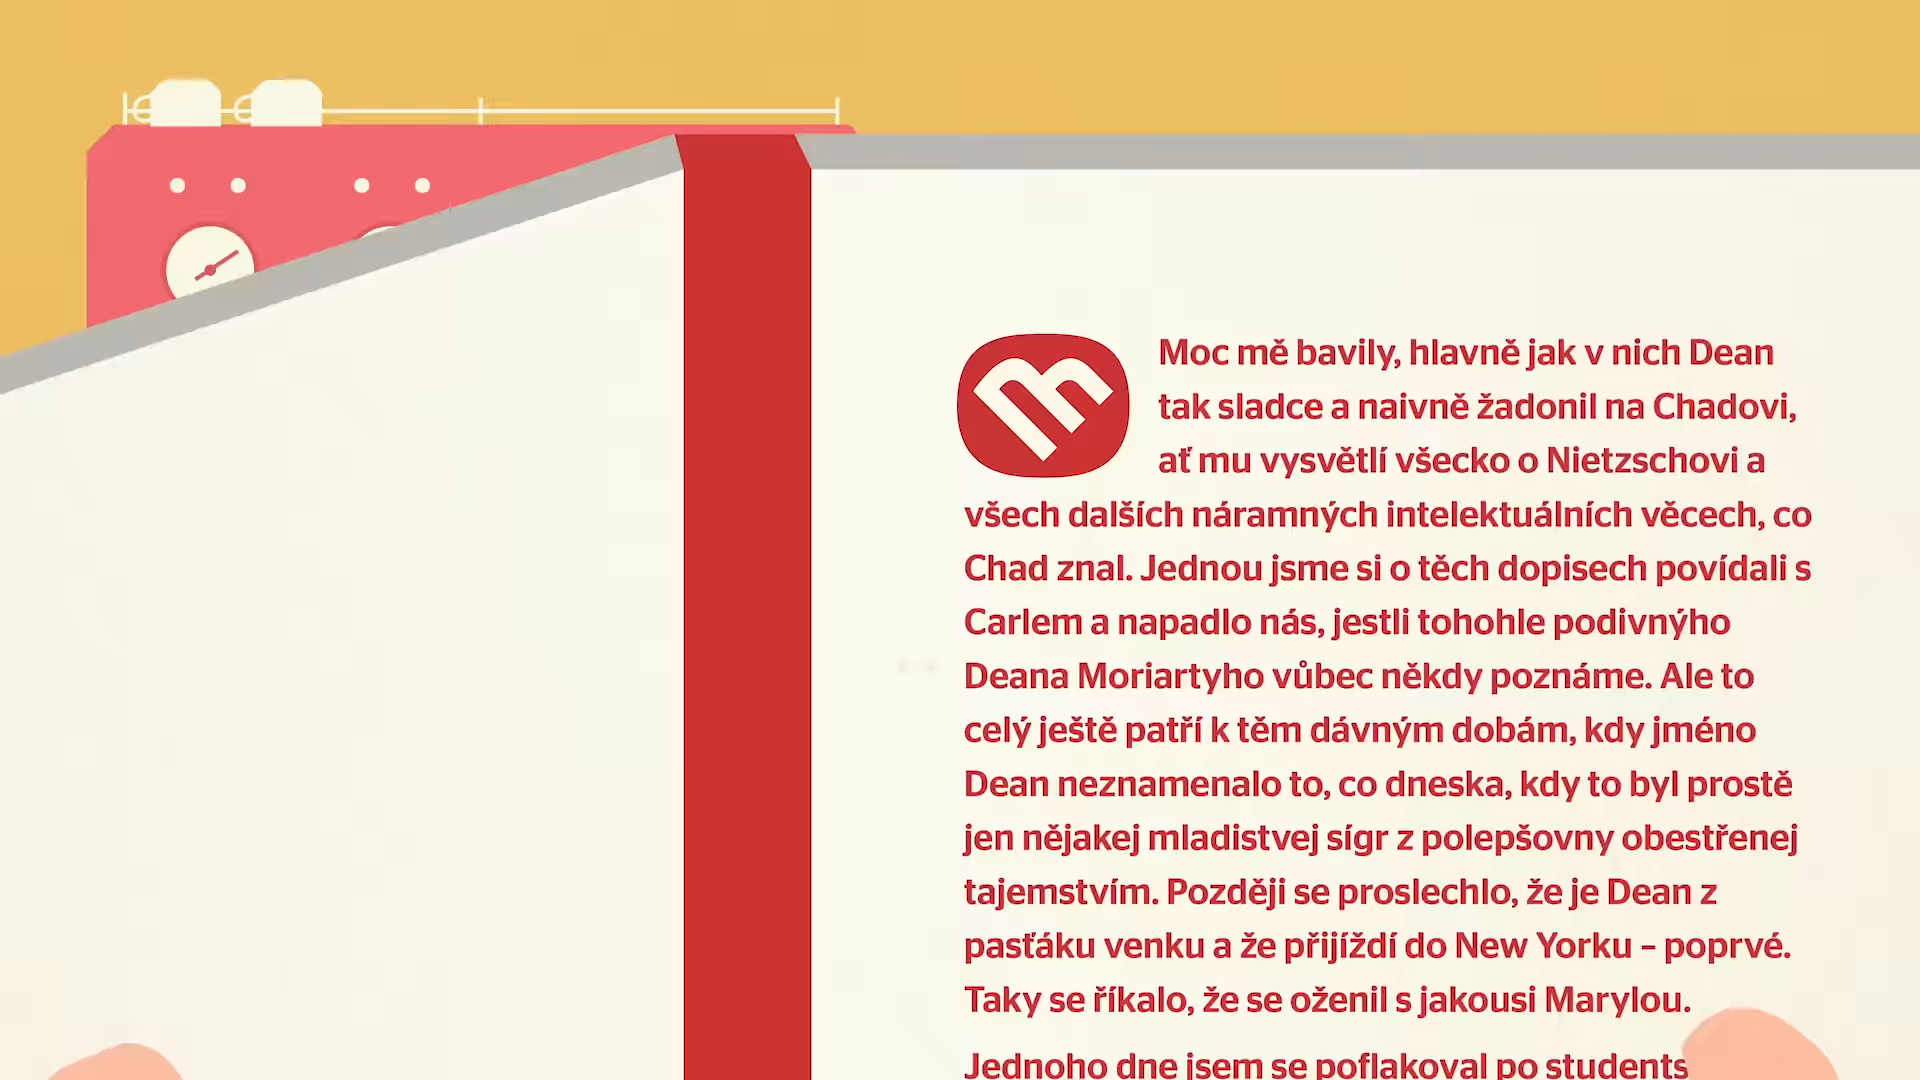 Moc mě bavily, hlavně jak v nich Dean
tak sladce a naivně žadonil na Chadovi,
ať mu vysvětlí všecko o Nietzschovi a
všech dalších náramných intelektuálních věcech, co
Chad znal. Jednou jsme si o těch dopisech povídali s
Carlem a napadlo nás, jestli tohohle podivnýho
Deana Moriartyho vůbec někdy poznáme. Ale to
celý ještě patří k těm dávným dobám, kdy jméno
Dean neznamenalo to, co dneska, kdy to byl prostě
jen nějakej mladistvej sígr z polepšovny obestřenej
tajemstvím. Později se proslechlo, že je Dean z
pasťáku venku a že přijíždí do New Yorku – poprvé.
Taky se říkalo, že se oženil s jakousi Marylou.
Jednoho dne jsem se poflakoval po students